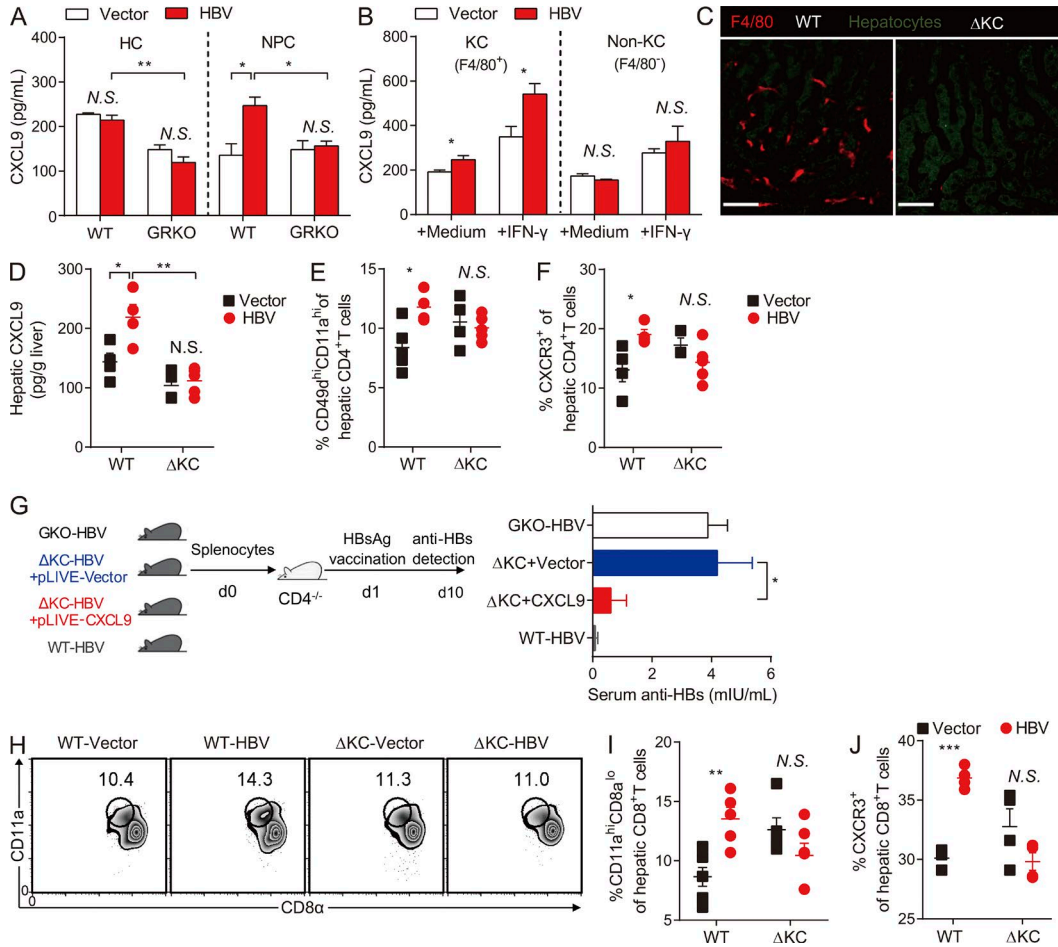 A
Vector HBV
CXCL9 (pg/mL)
400
300
200
100
0
HC
NPC
**
* *
N.S.
N.S.
N.S.
WT GRKO WT GRKO
B
Vector HBV
CXCL9 (pg/mL)
800
600
400
200
0
KC
(F4/80+)
Non-KC
(F4/80-)
*
*
N.S.
N.S.
+Medium +IFN-γ +Medium +IFN-γ
C
F4/80 WT Hepatocytes ΔKC
D
Hepatic CXCL9
(pg/g liver)
300
200
100
0
* **
N.S.
WT ΔKC
Vector
HBV
E
% CD49dhiCD11ahi of
hepatic CD4+T cells
15
10
5
0
*
N.S.
WT ΔKC
F
% CXCR3+ of
hepatic CD4+T cells
30
20
10
0
*
N.S.
WT ΔKC
Vector
HBV
G
GKO-HBV
ΔKC-HBV
+pLIVE-Vector
ΔKC-HBV
+pLIVE-CXCL9
WT-HBV
Splenocytes
d0
CD4-/-
HBsAg
vaccination
d1
anti-HBs
detection
d10
GKO-HBV
ΔKC+Vector
ΔKC+CXCL9
WT-HBV
*
0 2 4 6
Serum anti-HBs (mIU/mL)
H
WT-Vector WT-HBV ΔKC-Vector ΔKC-HBV
10.4 14.3 11.3 11.0
CD11a
0
CD8α
I
%CD11ahiCD8alo
of hepatic CD8+T cells
20
15
10
5
**
N.S.
WT ΔKC
Vector HBV
J
% CXCR3+
of hepatic CD8+T cells
40
35
30
25
***
N.S.
WT ΔKC